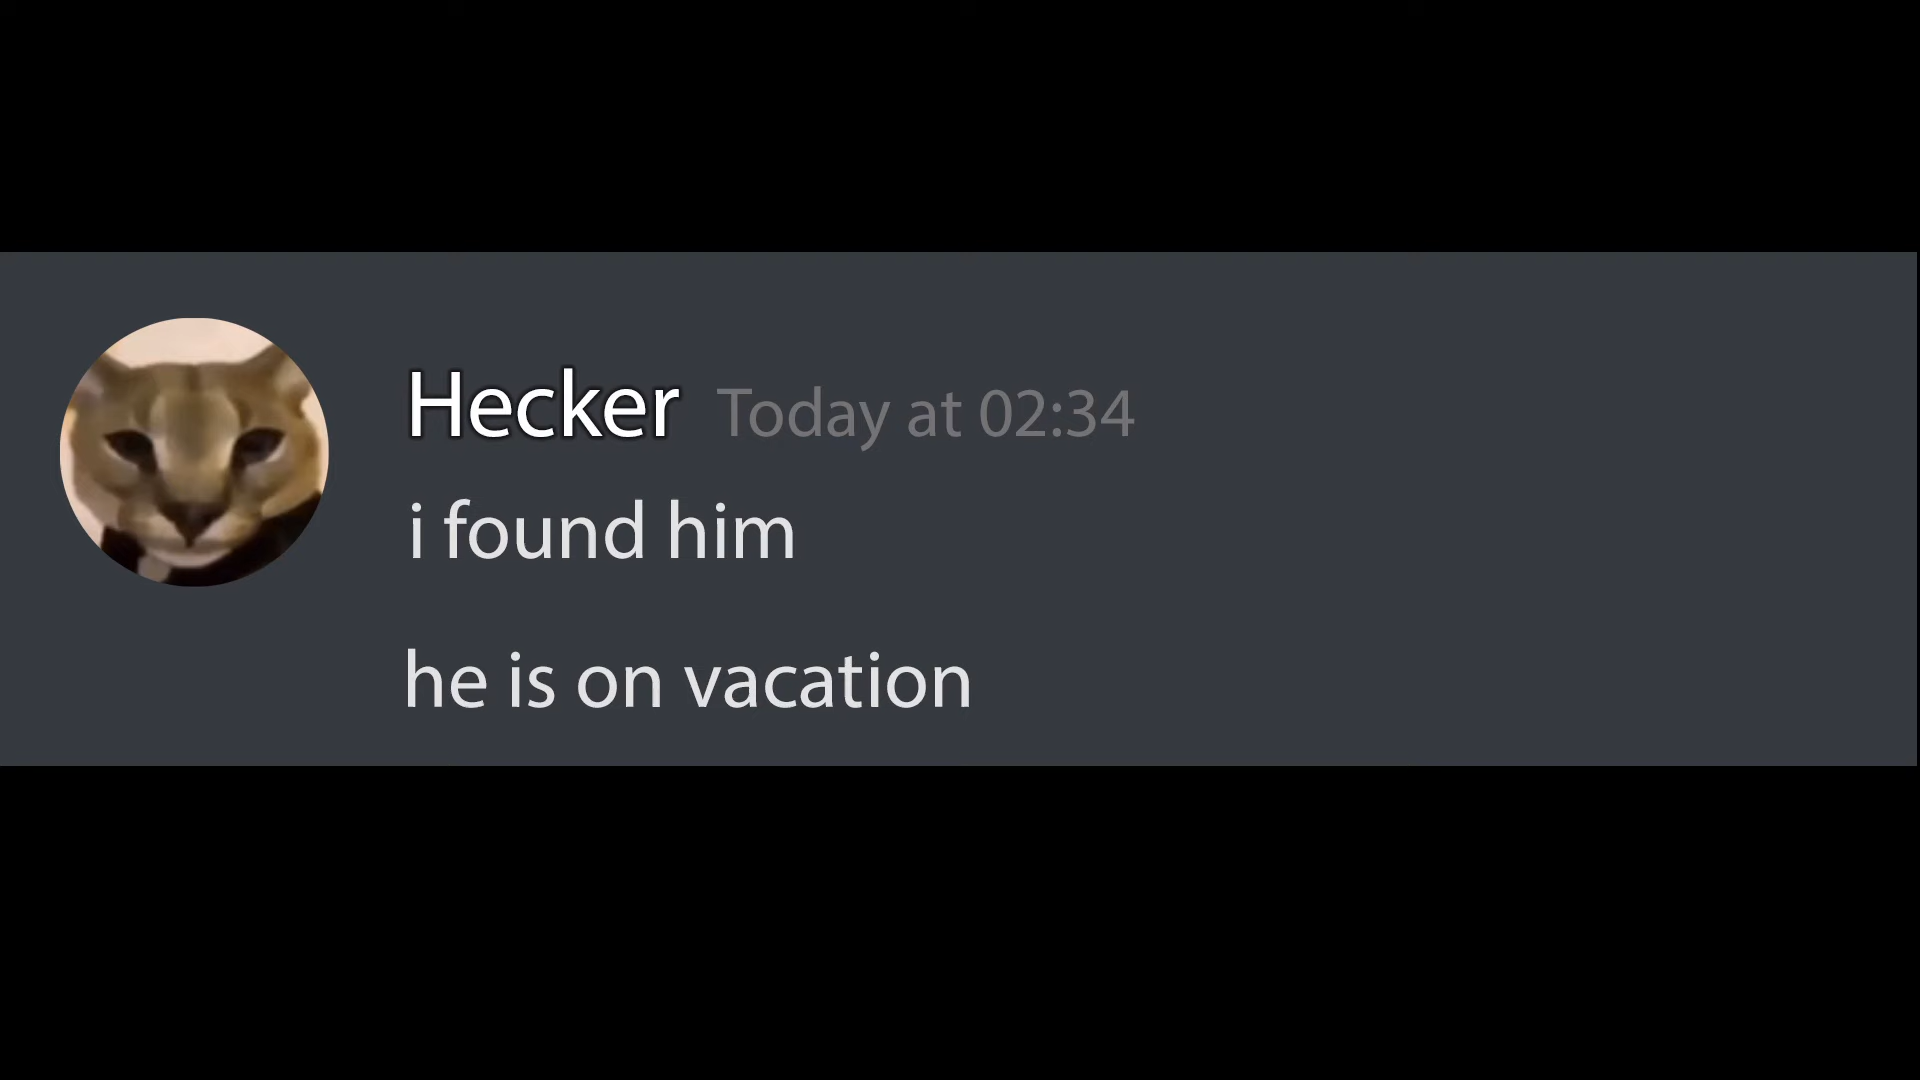 Hecker Today at 02:34
i found him
he is on vacation